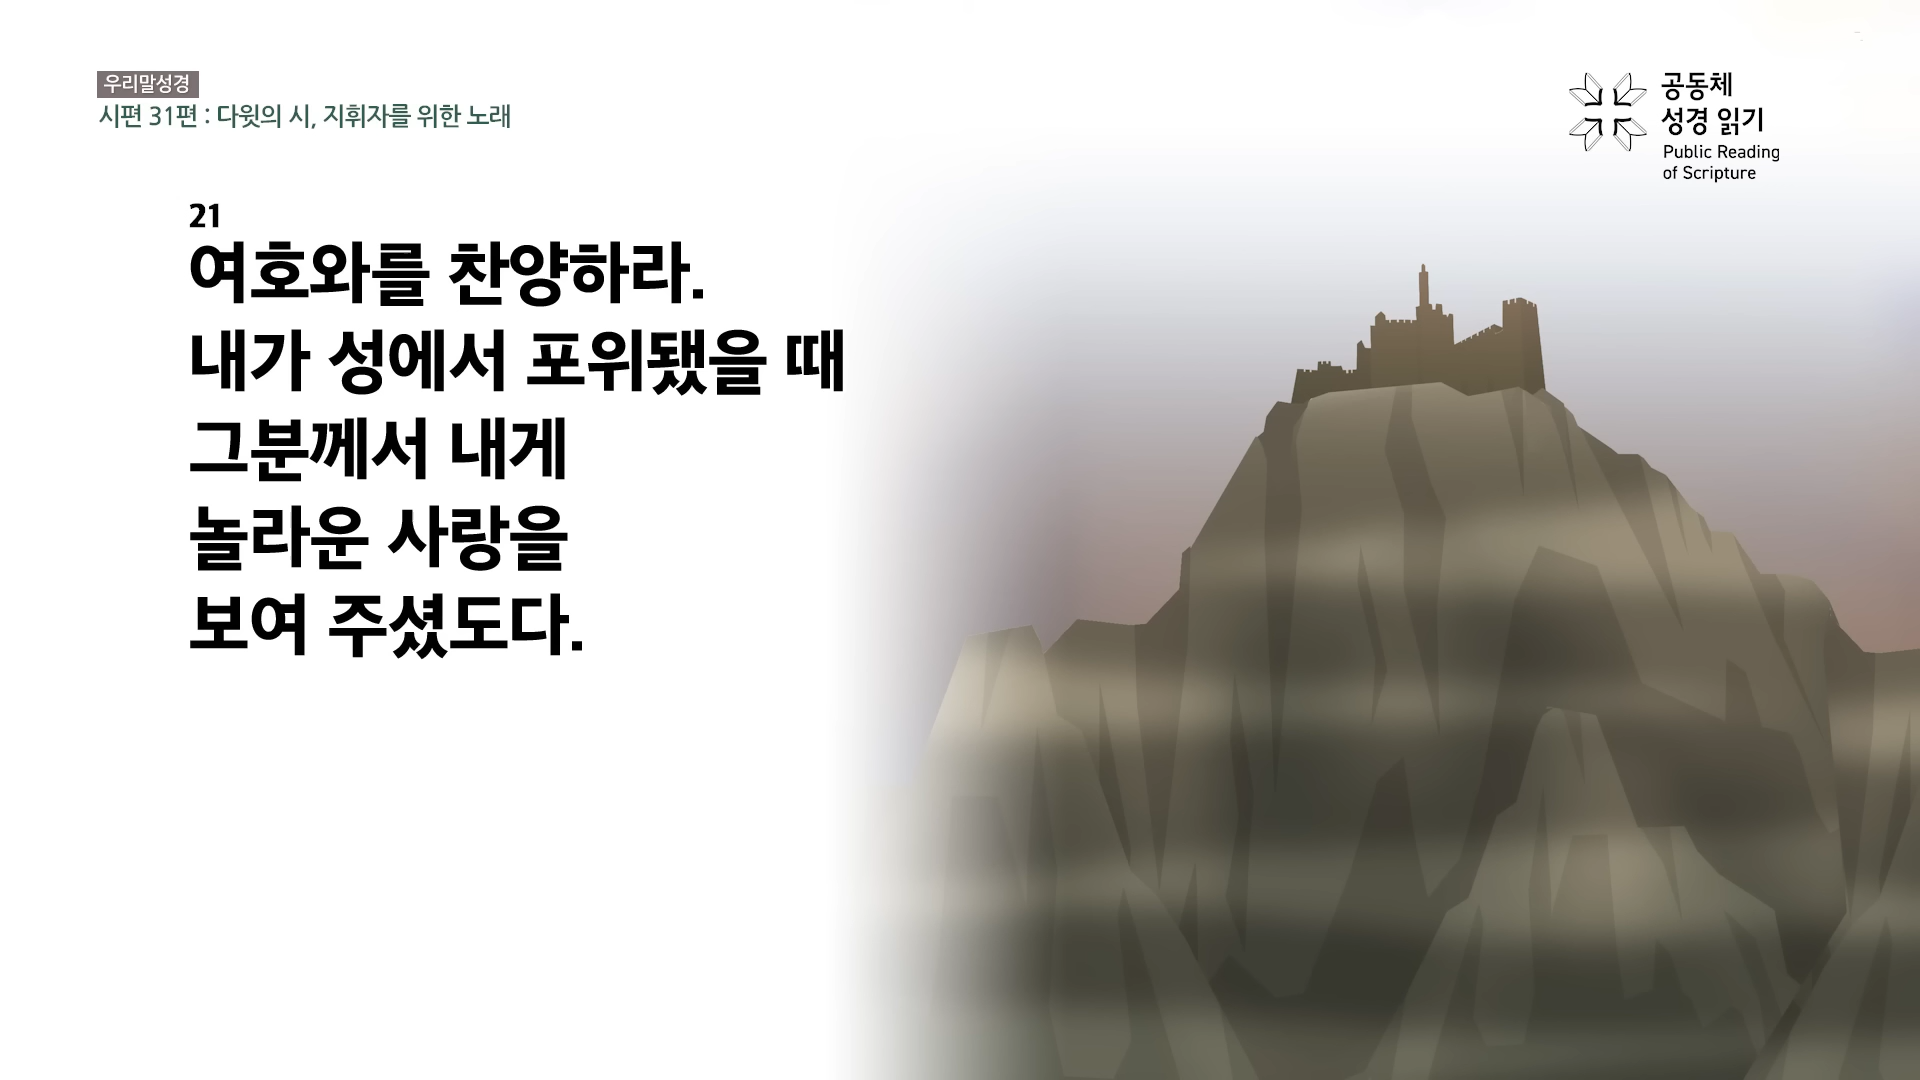 우리말성경
시편 31편 : 다윗의 시, 지휘자를 위한 노래
공동체
성경 읽기
Public Reading
of Scripture
21
여호와를 찬양하라.
내가 성에서 포위됐을 때
그분께서 내게
놀라운 사랑을
보여 주셨도다.